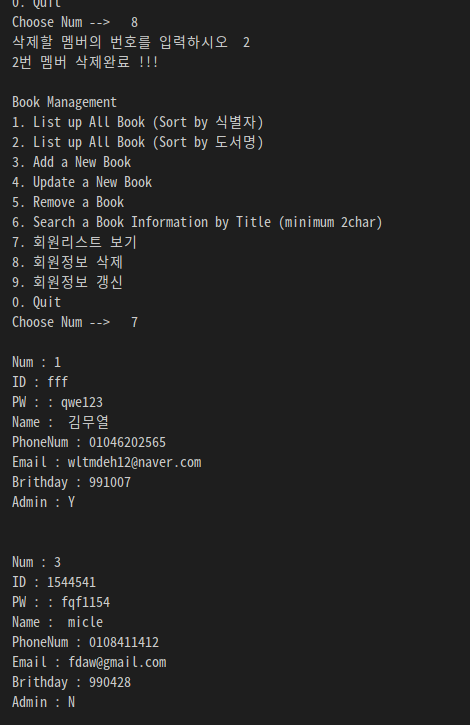 0. Quit
Choose Num -->   8
삭제할 멤버의 번호를 입력하시오  2
2번 멤버 삭제완료 !!!
Book Management
1. List up All Book (Sort by 식별자)
2. List up All Book (Sort by 도서명)
3. Add a New Book
4. Update a New Book
5. Remove a Book
6. Search a Book Information by Title (minimum 2char)
7. 회원리스트 보기
8. 회원정보 삭제
9. 회원정보 갱신
0. Quit
Choose Num -->   7
Num : 1
ID : fff
PW : : qwe123
Name :  김무열
PhoneNum : 01046202565
Email : wltmdeh12@naver.com
Brithday : 991007
Admin : Y
Num : 3
ID : 1544541
PW : : fqf1154
Name :  micle
PhoneNum : 0108411412
Email : fdaw@gmail.com
Brithday : 990428
Admin : N